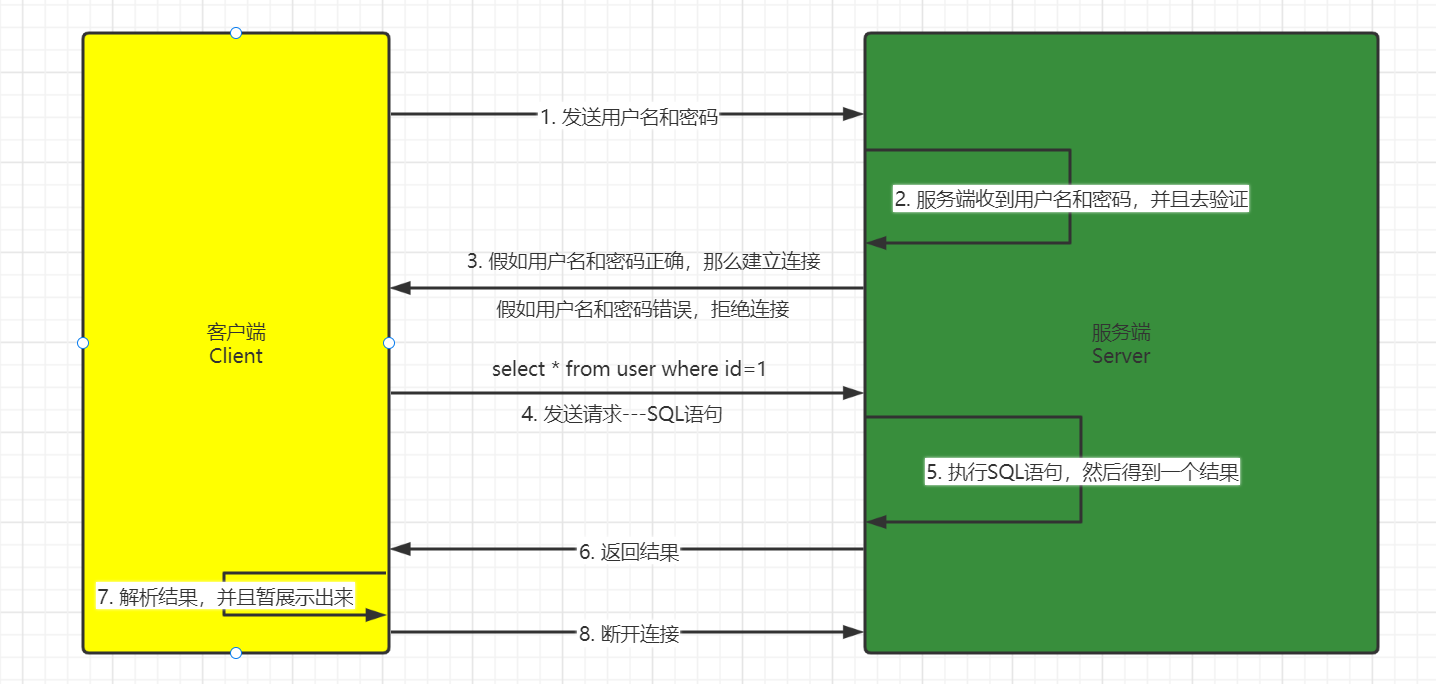 1. 发送用户名和密码
2. 服务端收到用户名和密码，并且去验证
3. 假如用户名和密码正确，那么建立连接
假如用户名和密码错误，拒绝连接
客户端
Client
服务端
Server
select * from user where id=1
4. 发送请求---SQL语句
5. 执行SQL语句，然后得到一个结果
6. 返回结果
7. 解析结果，并且暂展示出来
8. 断开连接